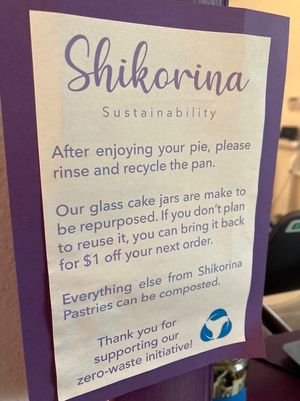 Shikorina
Sustainability
After enjoying your pie, please
rinse and recycle the pan.
Our glass cake jars are make to
be repurposed. If you don't plan
to reuse it, you can bring it back
for $1 off your next order.
Everything else from Shikorina
Pastries can be composted.
Thank you for
supporting our
zero-waste initiative!